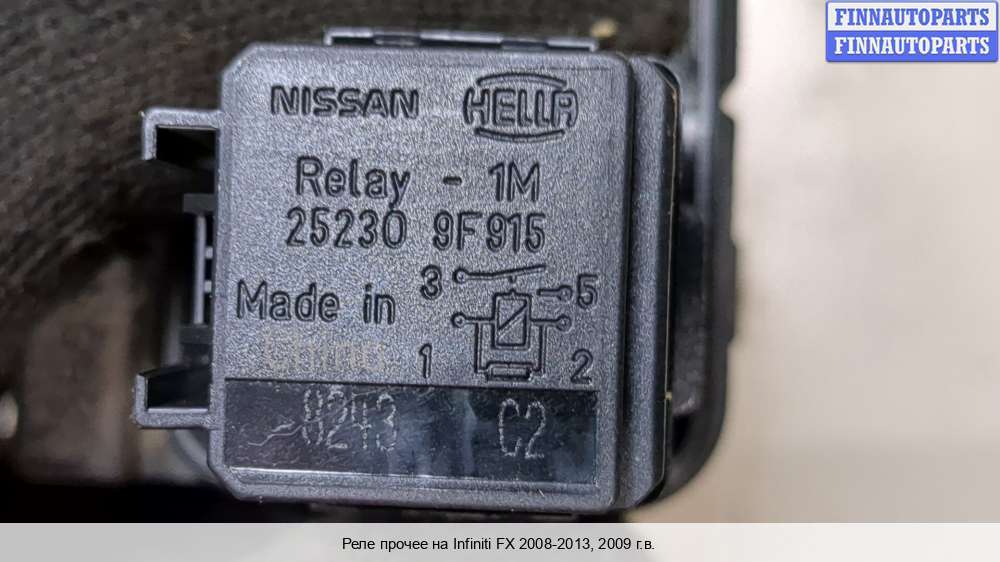 FINNAUTOPARTS
FINNAUTOPARTS
NISSAN HELLA
Relay - 1M
25230 9F915
Made in
3
5
1
2
8243 C2
Реле прочее на Infiniti FX 2008-2013, 2009 г.в.